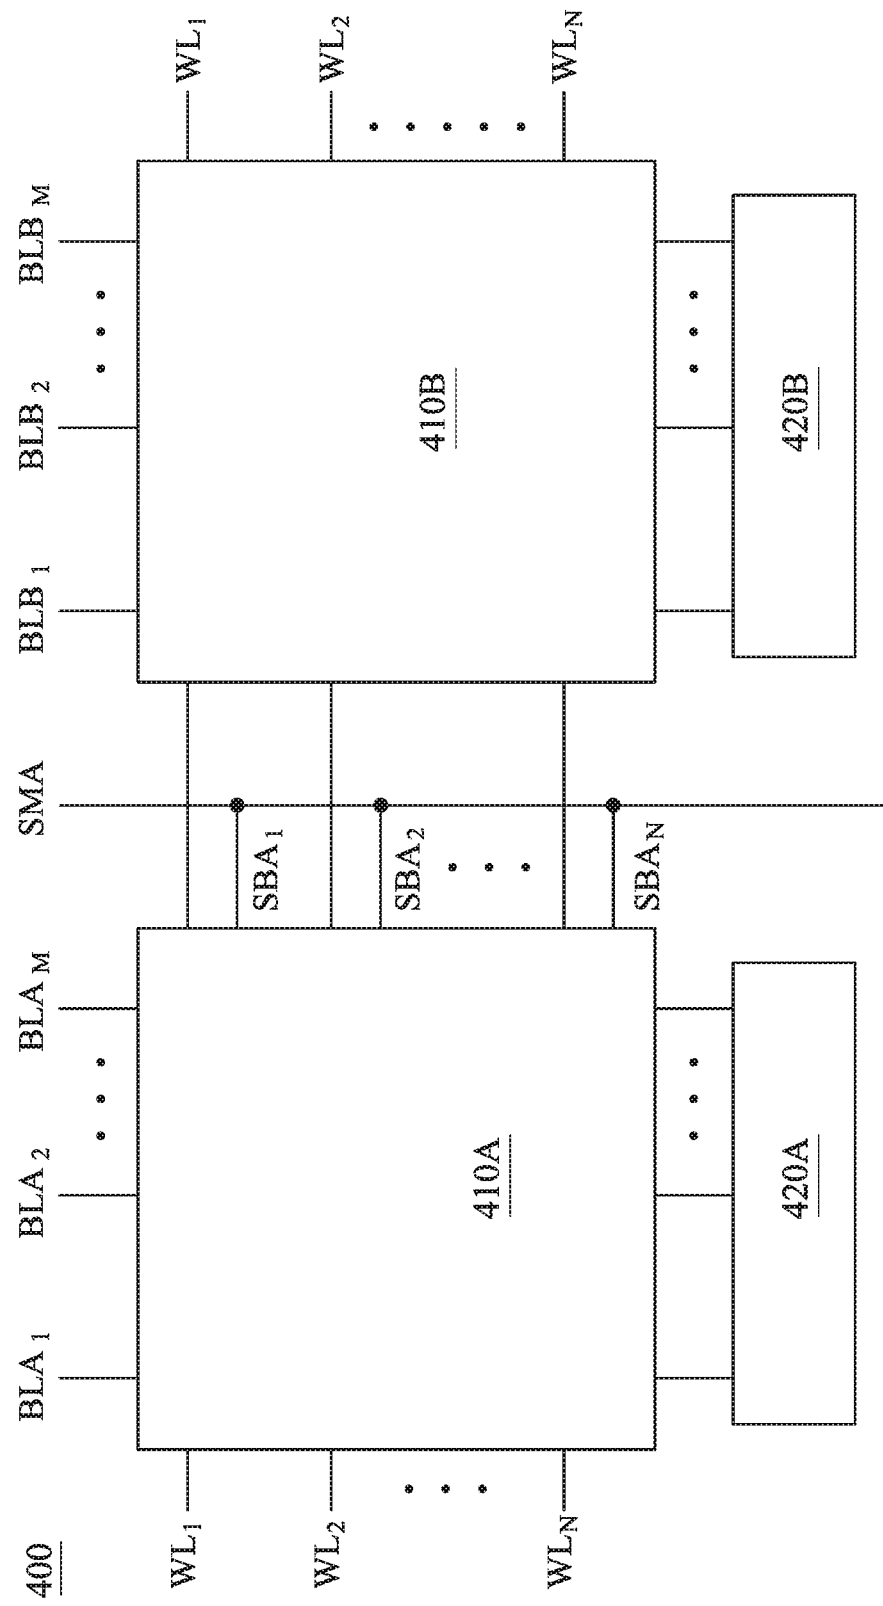 400
BLA1 BLA2 BLAM SMA BLB1 BLB2 BLBM
WL1 WL1
SBA1
WL2 WL2
SBA2
410A 410B
WLN WLN
SBAN
420A 420B